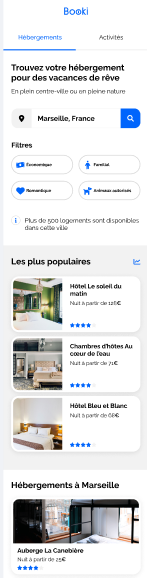 Booki
Hébergements
Activités
Trouvez votre hébergement
pour des vacances de rêve
En plein centre-ville ou en pleine nature
Marseille, France
Filtres
Économique
Familial
Romantique
Animaux autorisés
Plus de 500 logements sont disponibles
dans cette ville
Les plus populaires
Hôtel Le soleil du
matin
Nuit à partir de 128€
Chambres d'hôtes Au
cœur de l'eau
Nuit à partir de 71€
Hôtel Bleu et Blanc
Nuit à partir de 68€
Hébergements à Marseille
Auberge La Canebière
Nuit à partir de 25€